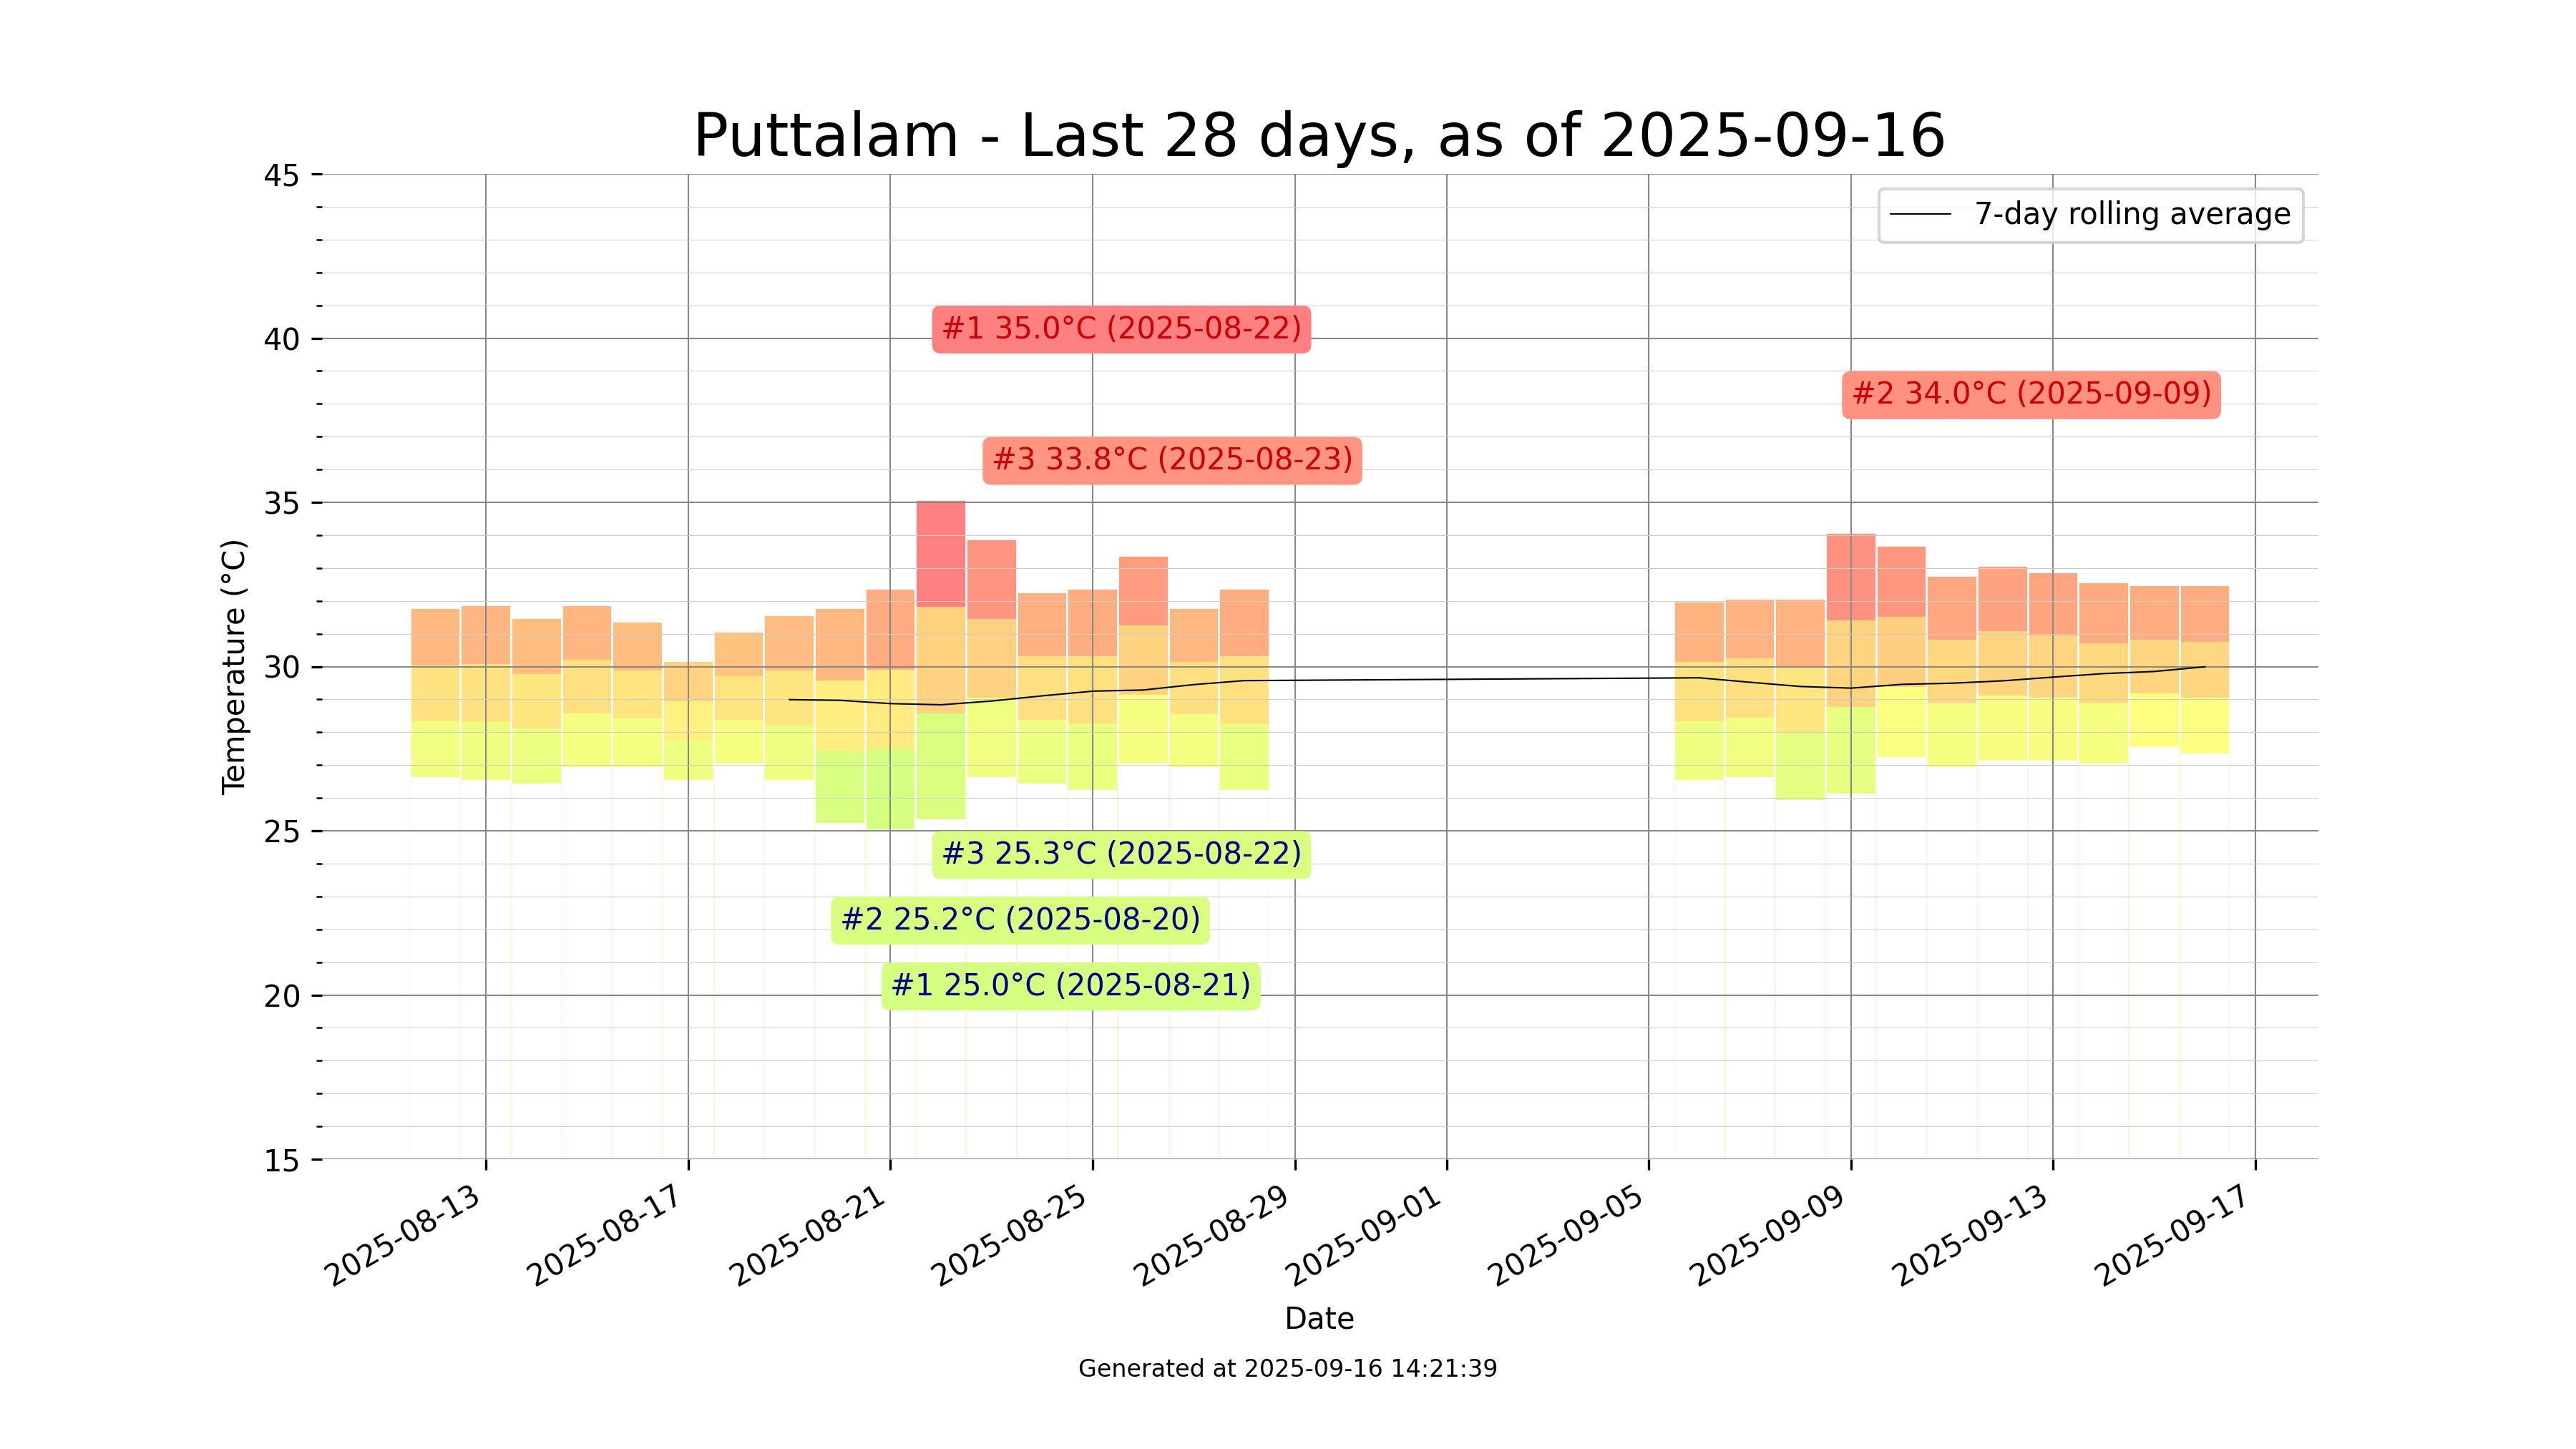 Puttalam - Last 28 days, as of 2025-09-16
7-day rolling average
#1 35.0°C (2025-08-22)
#2 34.0°C (2025-09-09)
#3 33.8°C (2025-08-23)
#3 25.3°C (2025-08-22)
#2 25.2°C (2025-08-20)
#1 25.0°C (2025-08-21)
Temperature (°C)
45
40
35
30
25
20
15
2025-08-13
2025-08-17
2025-08-21
2025-08-25
2025-08-29
2025-09-01
2025-09-05
2025-09-09
2025-09-13
2025-09-17
Date
Generated at 2025-09-16 14:21:39